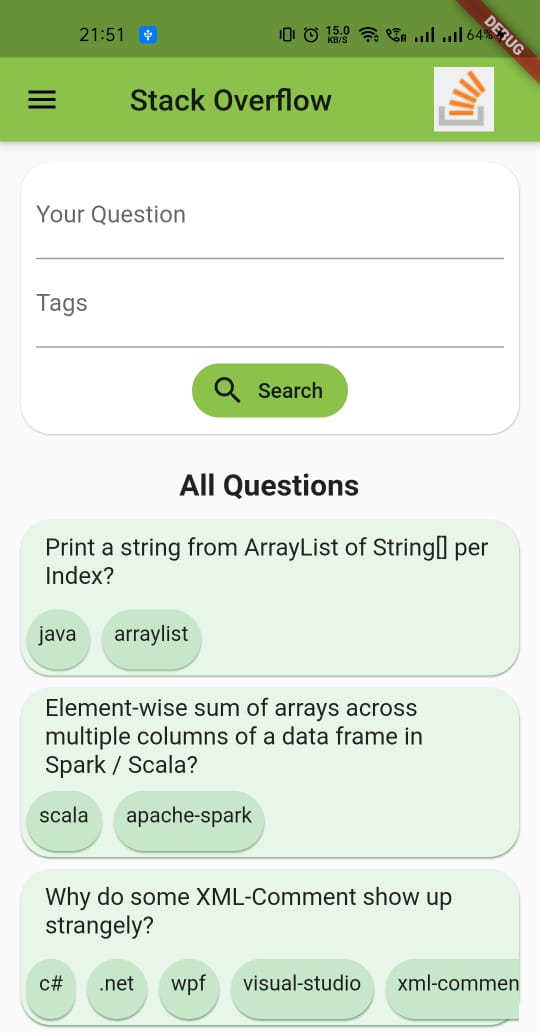 21:51
15.0
KB/S
64%
DEBUG
Stack Overflow
Your Question
Tags
Search
All Questions
Print a string from ArrayList of String[] per
Index?
java arraylist
Element-wise sum of arrays across
multiple columns of a data frame in
Spark / Scala?
scala apache-spark
Why do some XML-Comment show up
strangely?
c# .net wpf visual-studio xml-commen